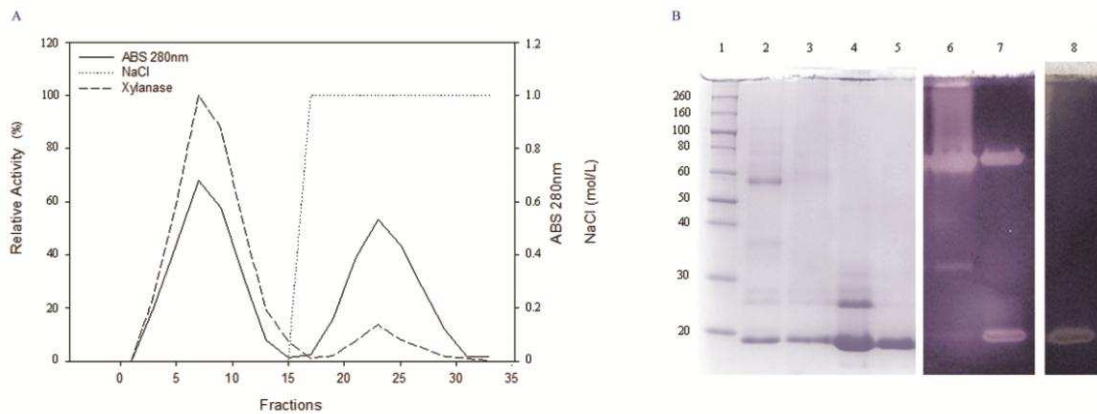 A
120
100
80
60
40
20
0
Relative Activity (%)
ABS 280nm
NaCl
Xylanase
1.2
1.0
0.8
0.6
0.4
0.2
0
ABS 280nm
NaCl (mol/L)
0 5 10 15 20 25 30 35
Fractions
B
1 2 3 4 5 6 7 8
260
160
100
80
60
50
40
30
20